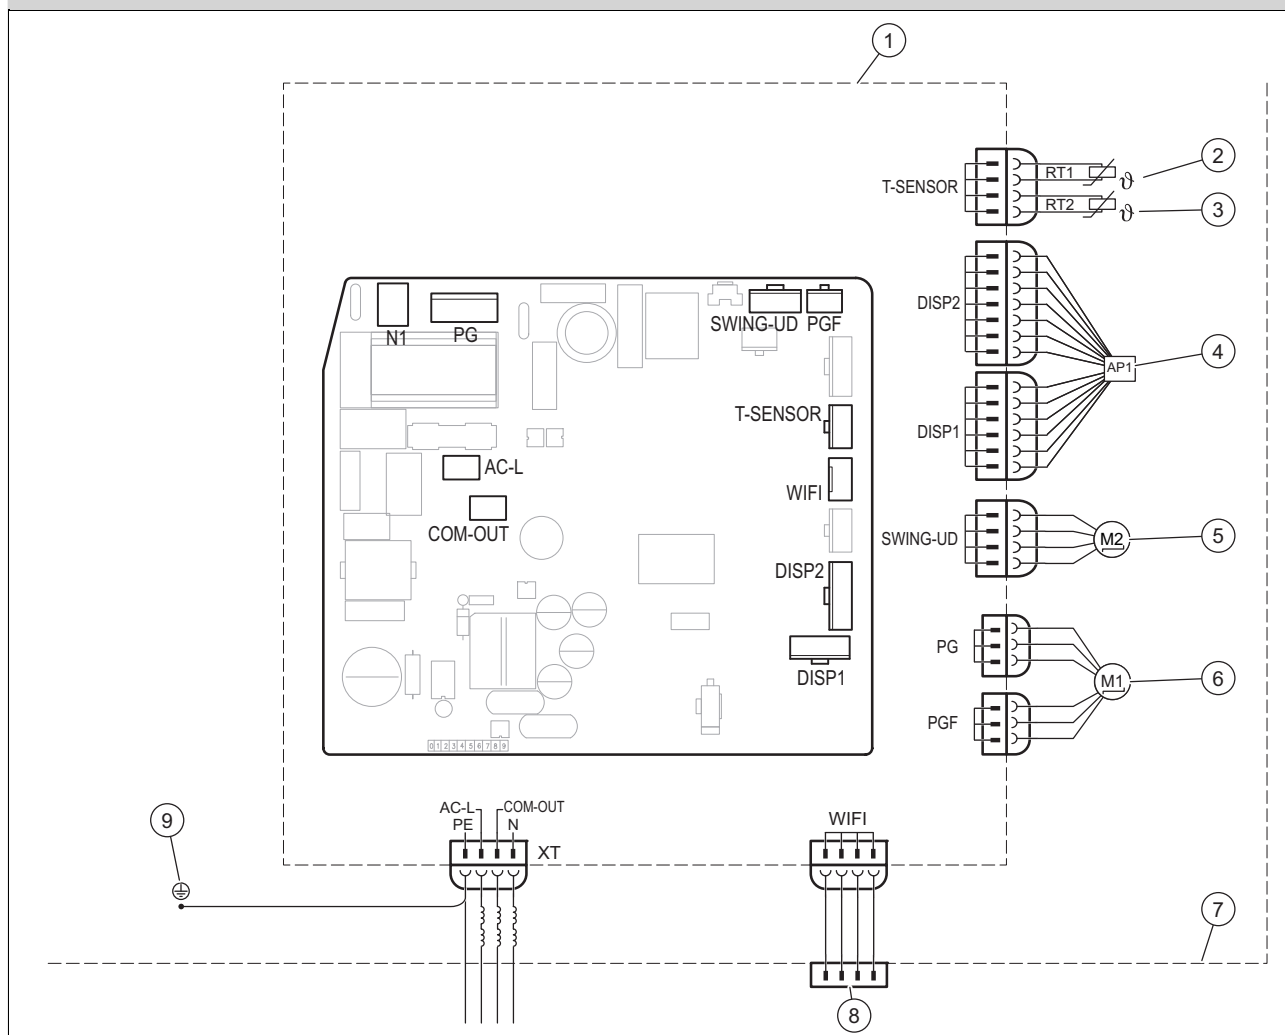 1
2
T-SENSOR
RT1
ϑ
RT2
ϑ
3
DISP2
N1
PG
SWING-UD
PGF
4
AP1
T-SENSOR
DISP1
AC-L
WIFI
COM-OUT
SWING-UD
M2
5
DISP2
PG
DISP1
M1
6
PGF
0 1 2 3 4 5 6 7 8 9
AC-L
COM-OUT
WIFI
9
PE
N
XT
7
8